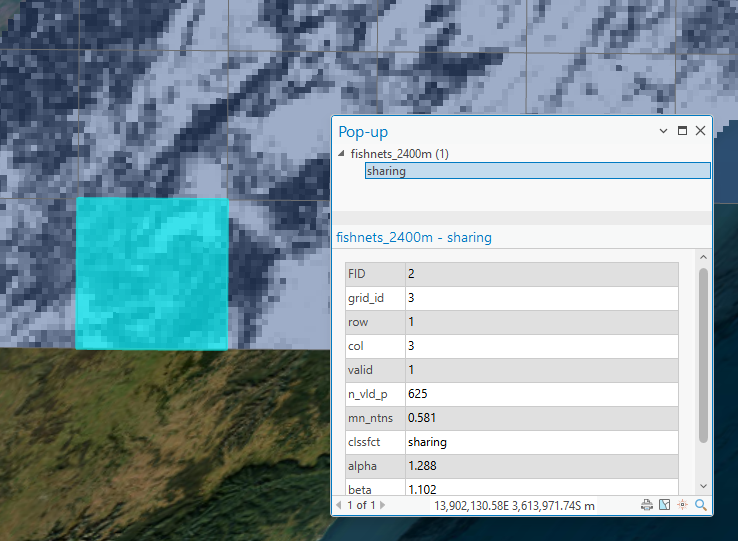 Pop-up
fishnets_2400m (1)
sharing
fishnets_2400m - sharing
FID 2
grid_id 3
row 1
col 3
valid 1
n_vld_p 625
mn_ntns 0.581
clssfct sharing
alpha 1.288
beta 1.102
1 of 1 13,902,130.58E 3,613,971.74S m